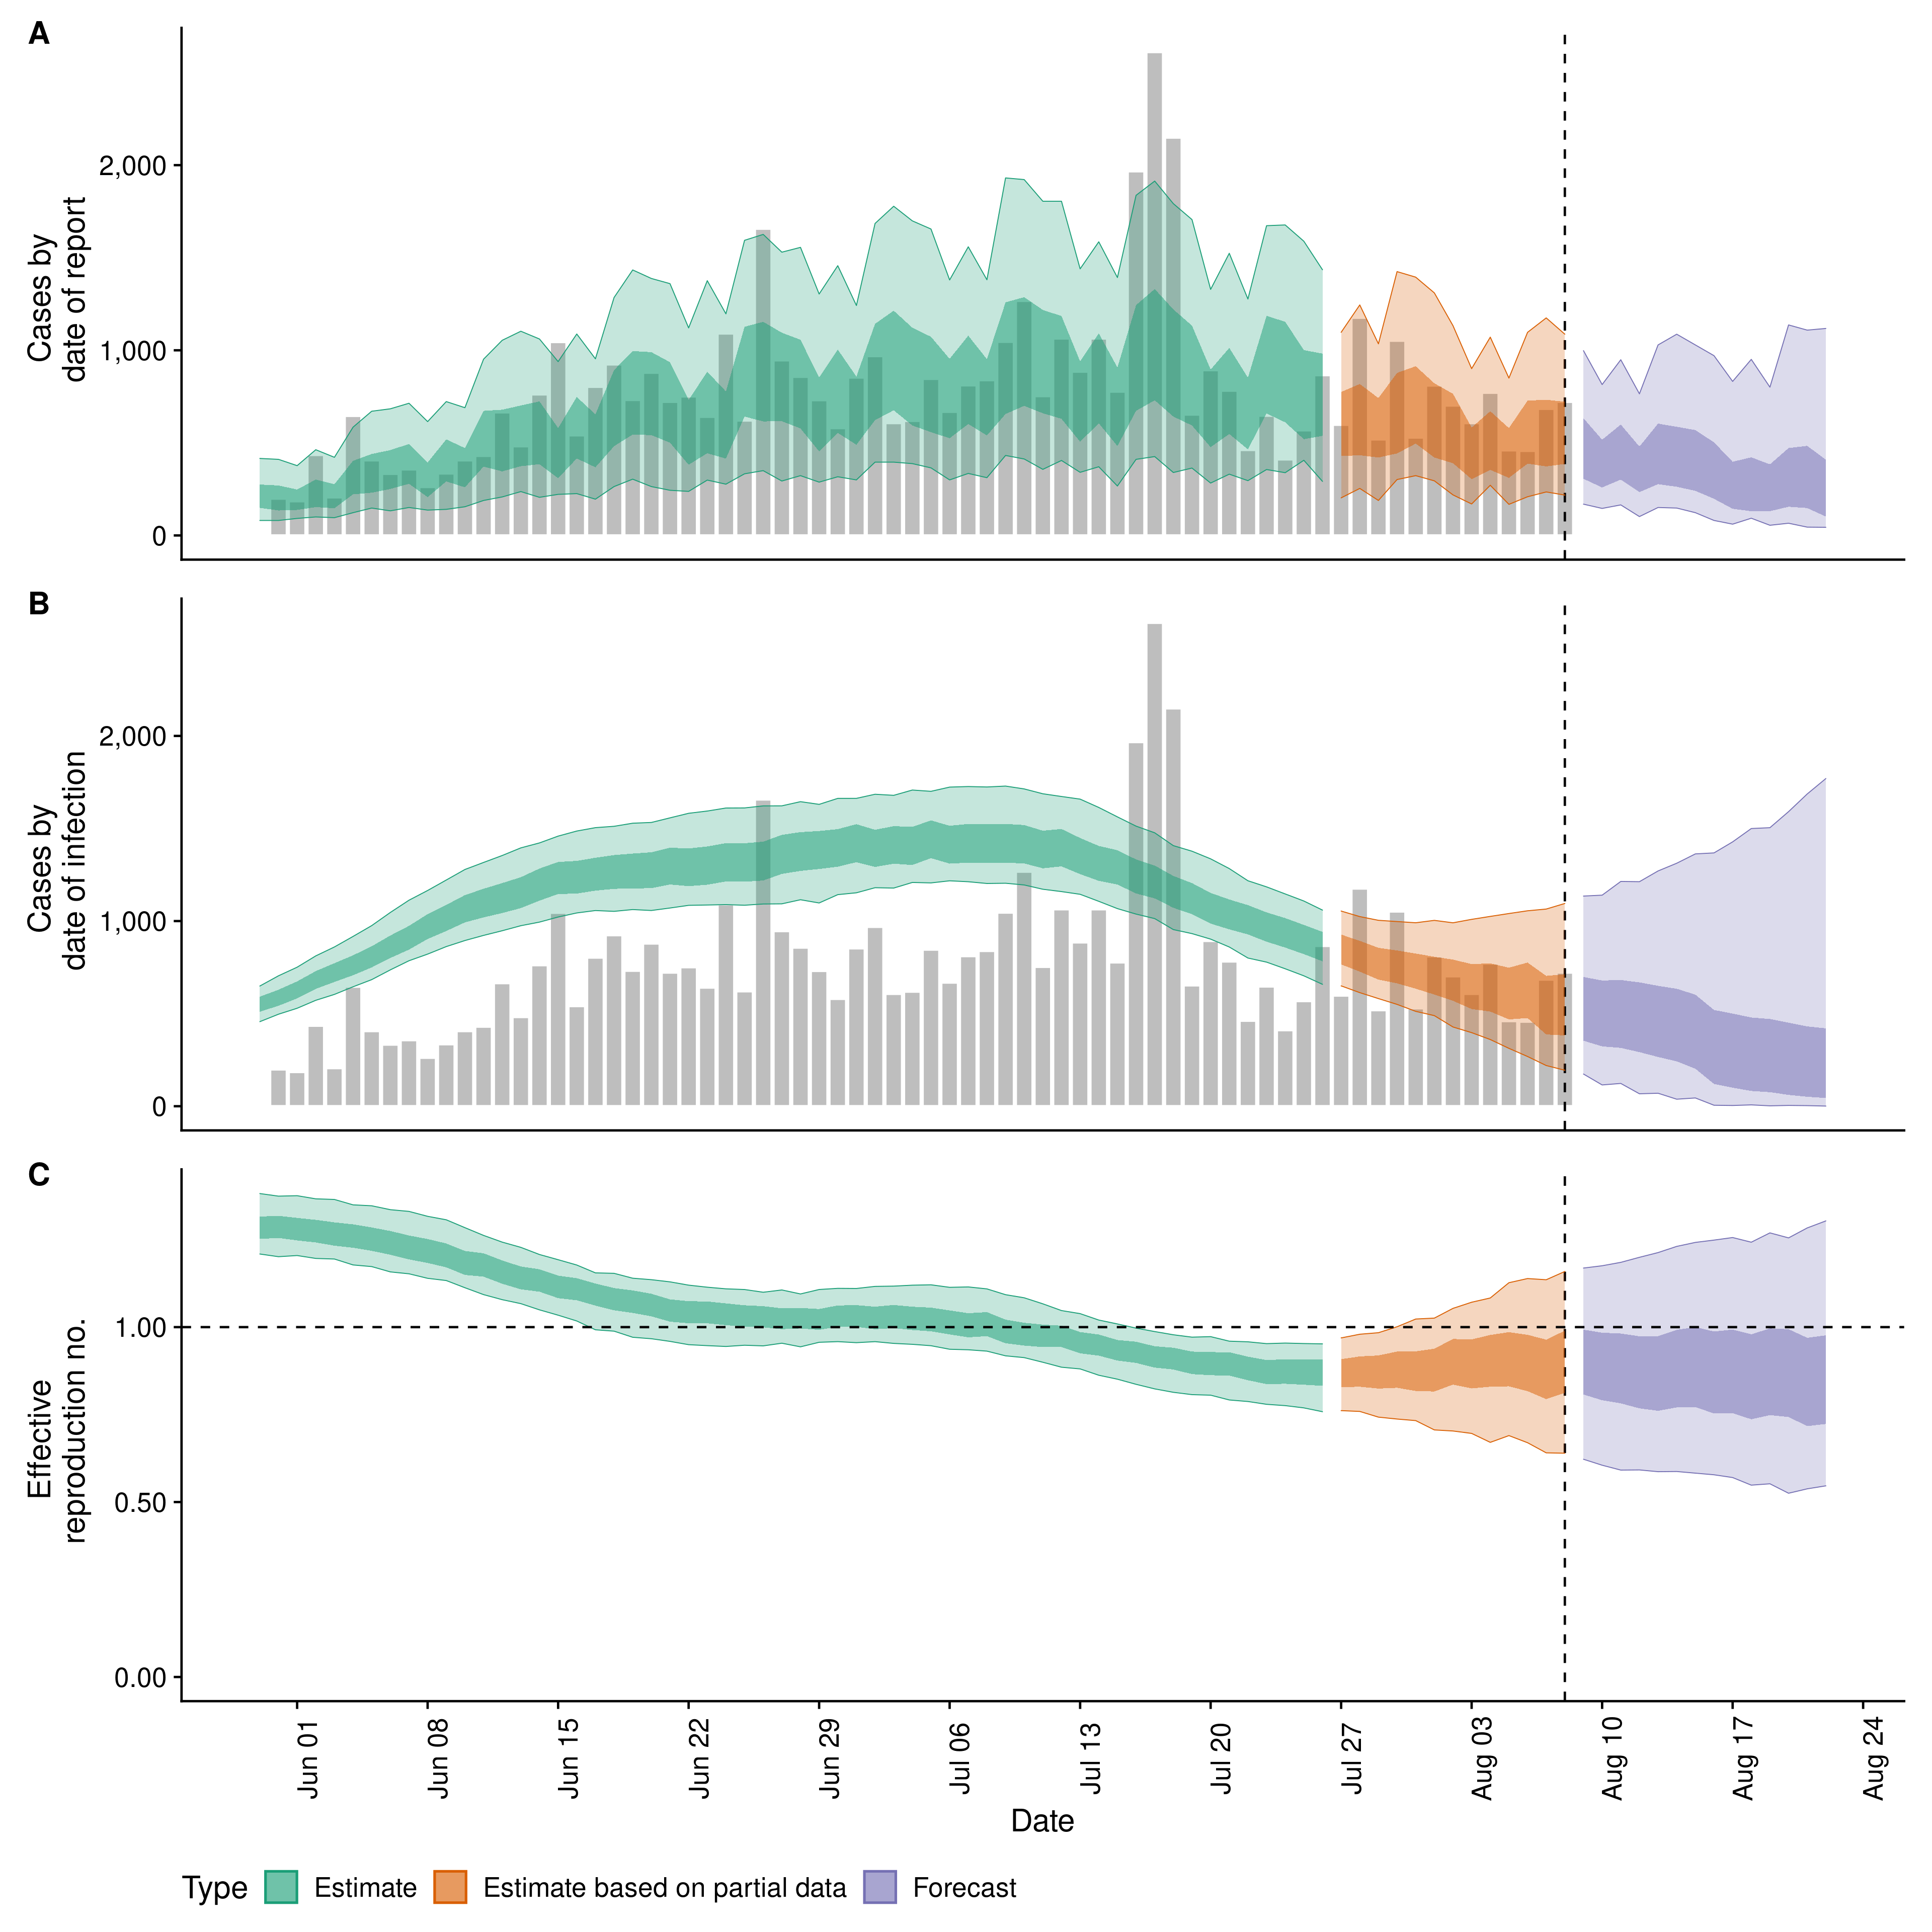 A
Cases by
date of report
2,000
1,000
0
B
Cases by
date of infection
2,000
1,000
0
C
Effective
reproduction no.
1.00
0.50
0.00
Jun 01
Jun 08
Jun 15
Jun 22
Jun 29
Jul 06
Jul 13
Jul 20
Jul 27
Aug 03
Aug 10
Aug 17
Aug 24
Date
Type Estimate Estimate based on partial data Forecast